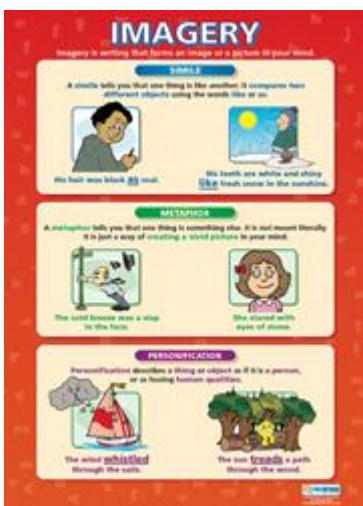 IMAGERY
Imagery is writing that forms an image or a picture in your mind.
SIMILE
A simile tells you that one thing is like another. It compares two
different objects using the words like or as.
His hair was black as coal.
His teeth are white and shiny
like fresh snow in the sunshine.
METAPHOR
A metaphor tells you that one thing is something else. It is not meant literally.
It is just a way of creating a vivid picture in your mind.
The cold breeze was a slap
in the face.
She stared with
eyes of stone.
PERSONIFICATION
Personification describes a thing or object as if it is a person,
or as having human qualities.
The wind whistled
through the sails.
The sun treads a path
through the wood.